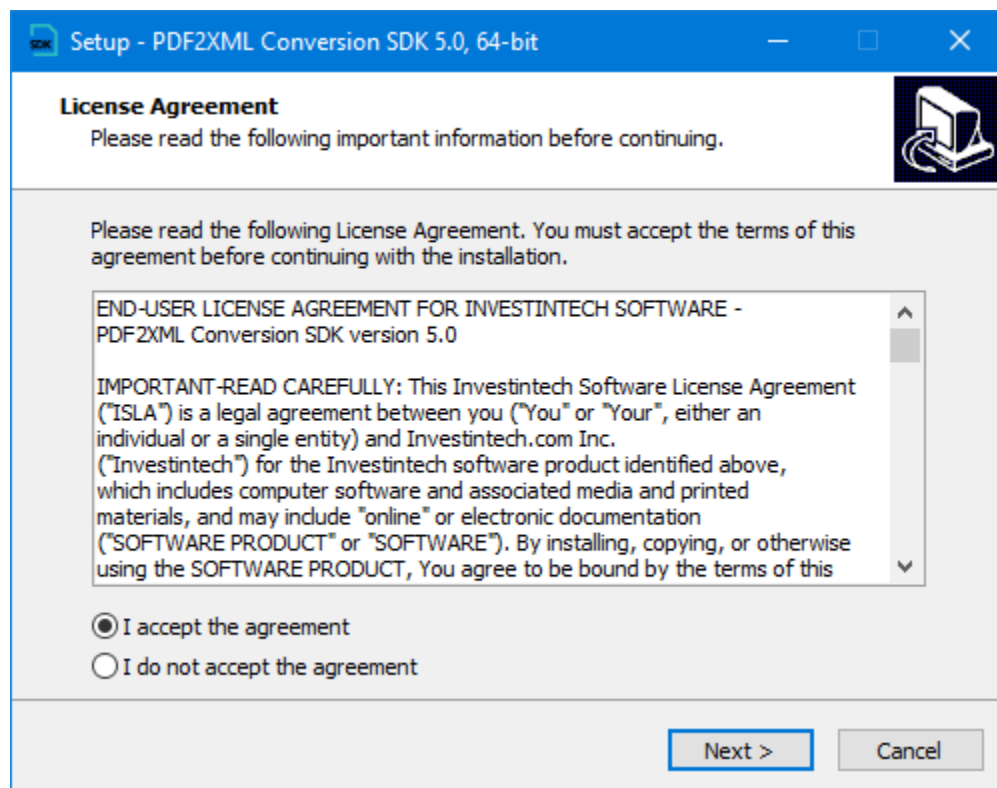 SDK
Setup - PDF2XML Conversion SDK 5.0, 64-bit
License Agreement
Please read the following important information before continuing.
Please read the following License Agreement. You must accept the terms of this
agreement before continuing with the installation.
END-USER LICENSE AGREEMENT FOR INVESTINTECH SOFTWARE -
PDF2XML Conversion SDK version 5.0
IMPORTANT-READ CAREFULLY: This Investintech Software License Agreement
("ISLA") is a legal agreement between you ("You" or "Your", either an
individual or a single entity) and Investintech.com Inc.
("Investintech") for the Investintech software product identified above,
which includes computer software and associated media and printed
materials, and may include "online" or electronic documentation
("SOFTWARE PRODUCT" or "SOFTWARE"). By installing, copying, or otherwise
using the SOFTWARE PRODUCT, You agree to be bound by the terms of this
I accept the agreement
I do not accept the agreement
Next >
Cancel